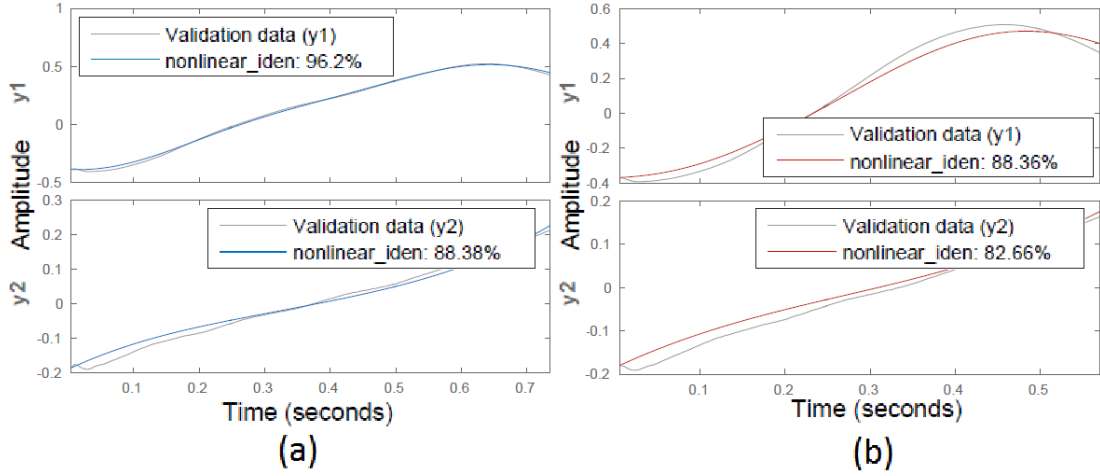 1
Validation data (y1)
nonlinear_iden: 96.2%
0.5
0
-0.5
y1
0.3
Validation data (y2)
nonlinear_iden: 88.38%
0.2
0.1
0
-0.1
-0.2
y2
Amplitude
0.1 0.2 0.3 0.4 0.5 0.6 0.7
Time (seconds)
(a)
0.6
0.4
0.2
0
-0.2
-0.4
y1
Validation data (y1)
nonlinear_iden: 88.36%
0.2
Validation data (y2)
nonlinear_iden: 82.66%
0.1
0
-0.1
-0.2
y2
Amplitude
0.1 0.2 0.3 0.4 0.5
Time (seconds)
(b)